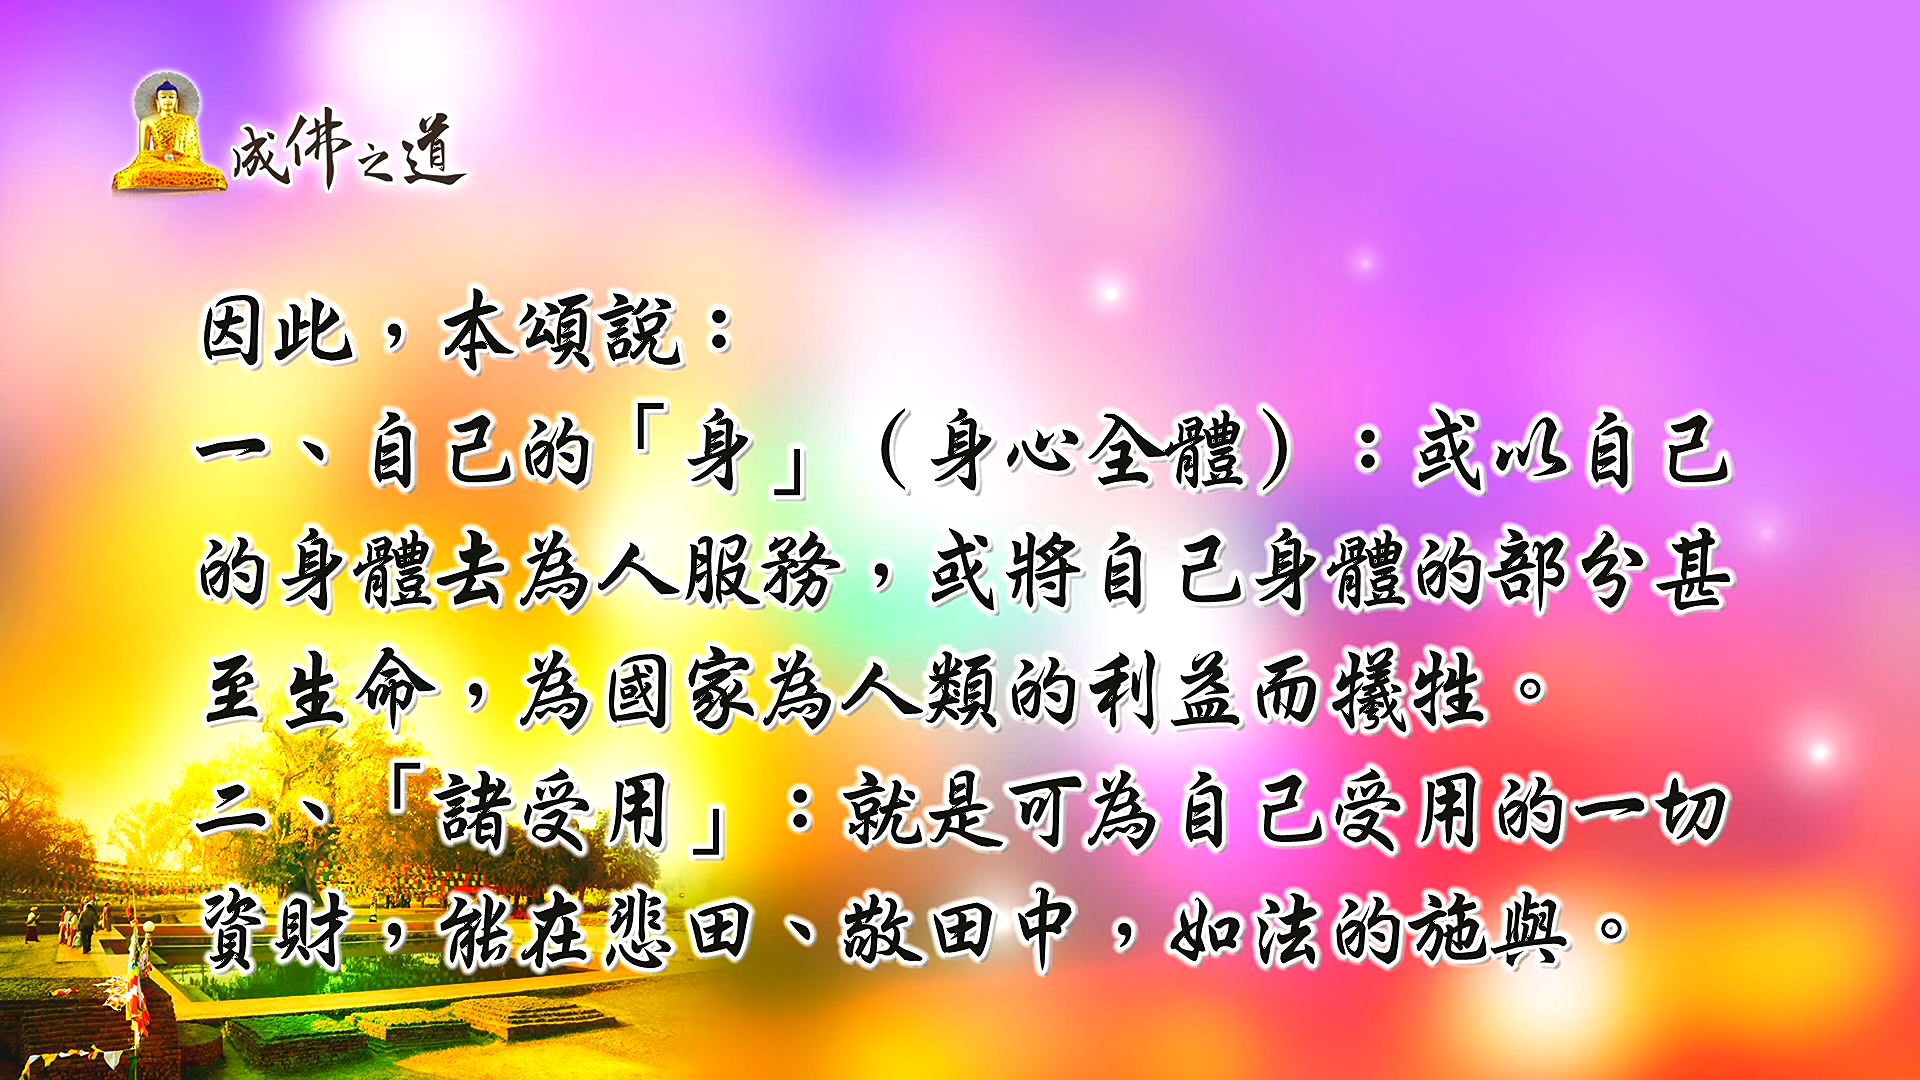 成佛之道
因此，本頌說：
一、自己的「身」（身心全體）：或以自己
的身體去為人服務，或將自己身體的部分甚
至生命，為國家為人類的利益而犧牲。
二、「諸受用」：就是可為自己受用的一切
資財，能在悲田、敬田中，如法的施與。